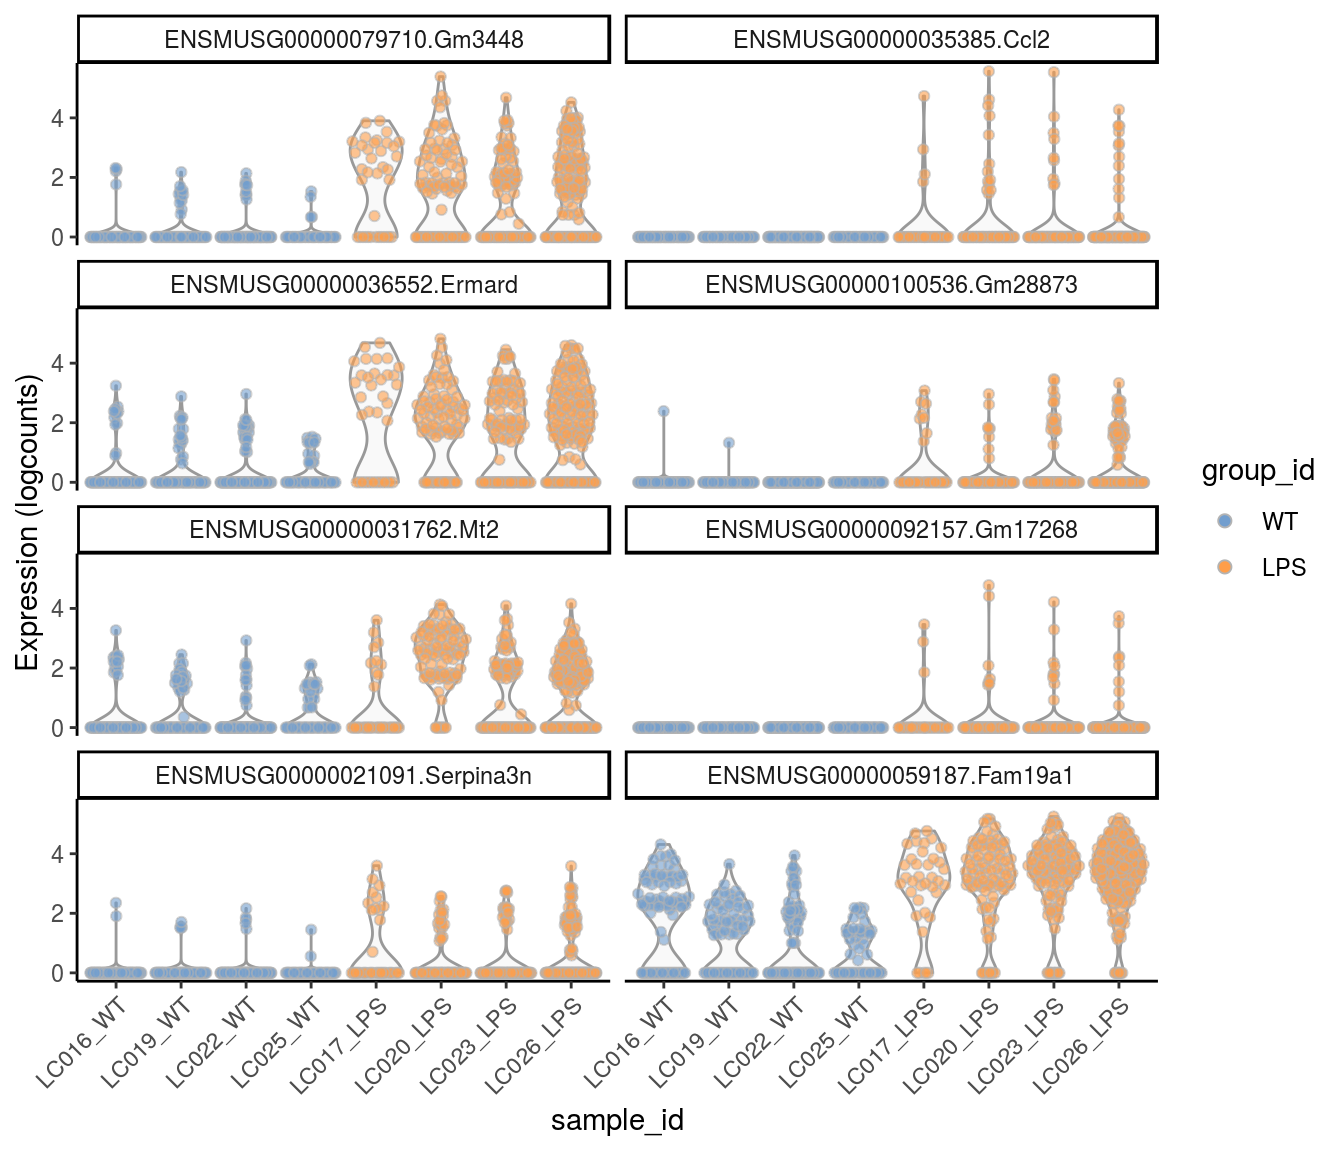 ENSMUSG00000079710.Gm3448
ENSMUSG00000035385.Ccl2
4
2
0
ENSMUSG00000036552.Ermard
ENSMUSG00000100536.Gm28873
4
2
0
ENSMUSG00000031762.Mt2
ENSMUSG00000092157.Gm17268
4
2
0
ENSMUSG00000021091.Serpina3n
ENSMUSG00000059187.Fam19a1
4
2
0
Expression (logcounts)
LC016_WT
LC019_WT
LC022_WT
LC025_WT
LC017_LPS
LC020_LPS
LC023_LPS
LC026_LPS
LC016_WT
LC019_WT
LC022_WT
LC025_WT
LC017_LPS
LC020_LPS
LC023_LPS
LC026_LPS
sample_id
group_id
WT
LPS